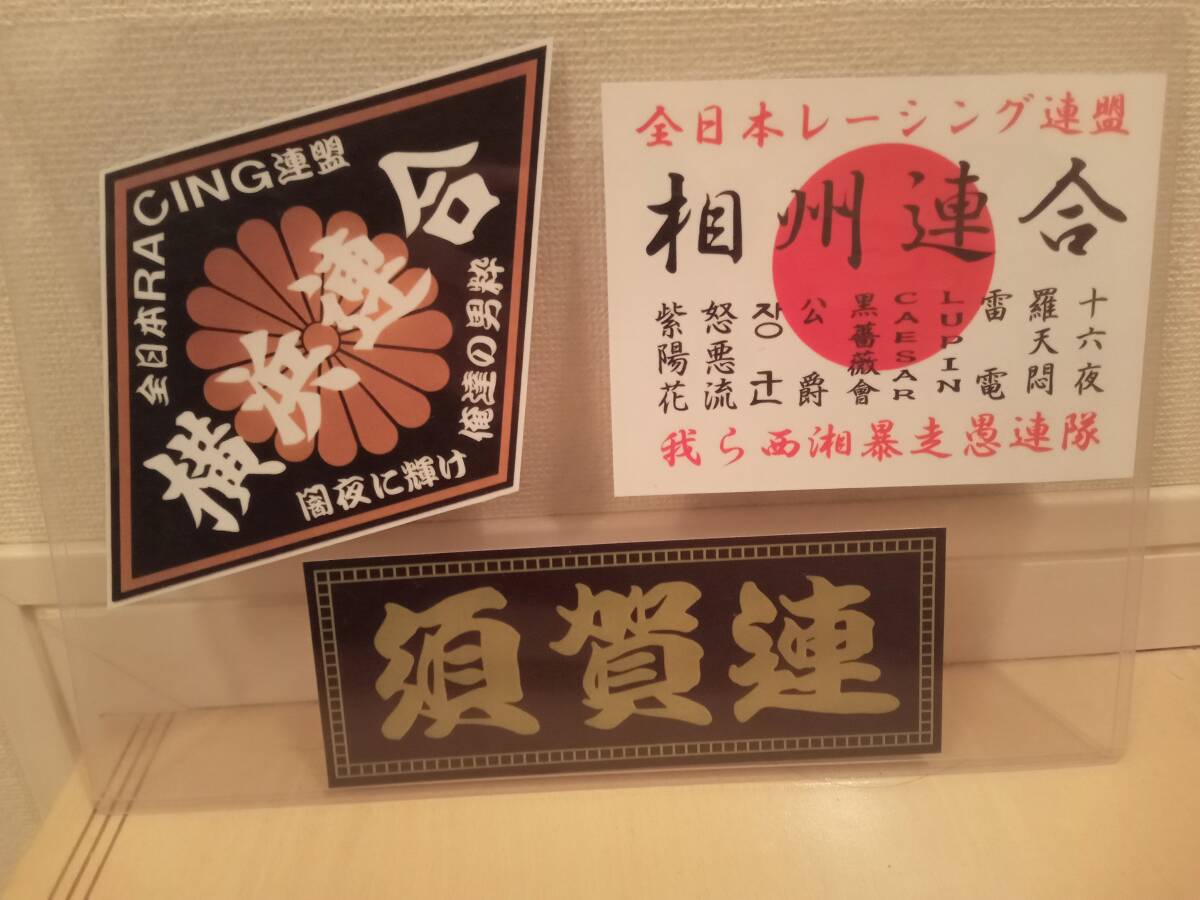 全日本RACING連盟
横浜連合
俺達の男粋
闇夜に輝け
全日本レーシング連盟
相州連合
十六夜
羅天悶
雷電
LUPIN
CAESAR
黒薔薇會
公爵
장군
怒悪流
紫陽花
我ら西湘暴走愚連隊
須賀連